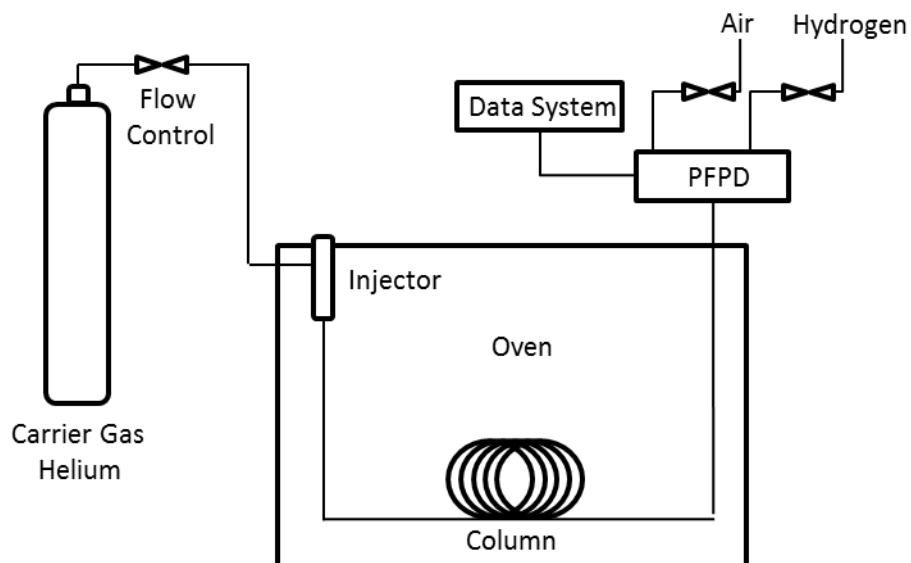 Air
Hydrogen
Flow
Control
Data System
PFPD
Injector
Oven
Carrier Gas
Helium
Column